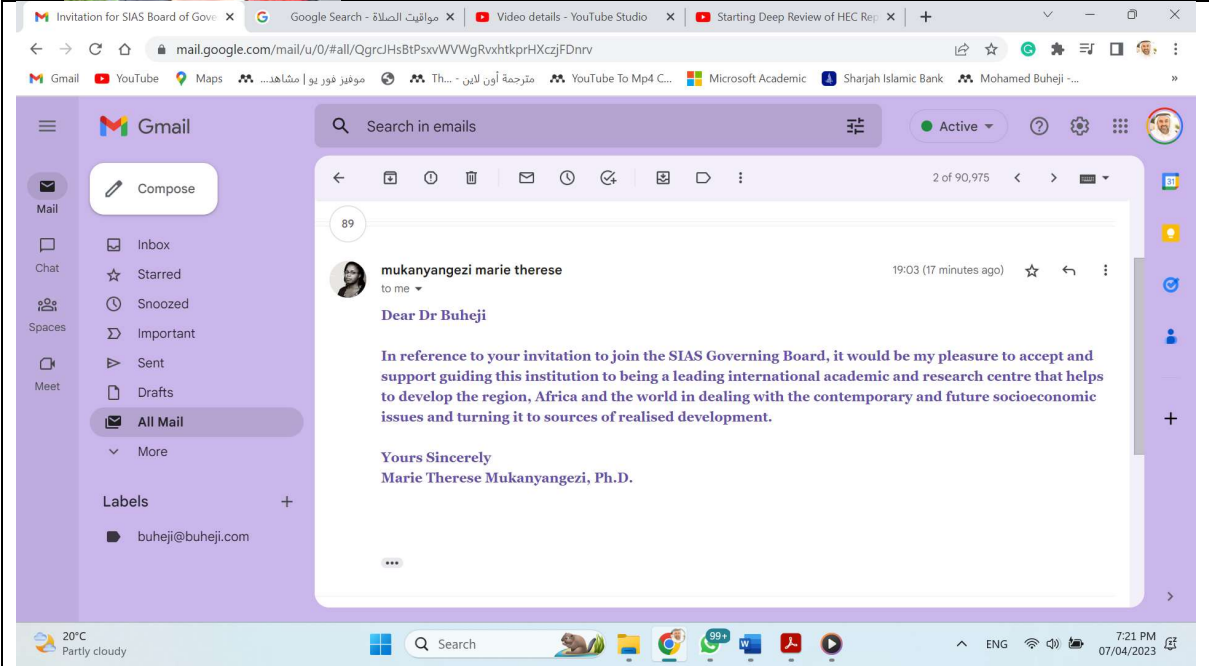 Invitation for SIAS Board of Gove
Google Search - مواقيت الصلاة
Video details - YouTube Studio
Starting Deep Review of HEC Rep
mail.google.com/mail/u/0/#all/QgrcJHsBtPsxvWVWgRvxhtkprHXczjFDnrv
Gmail
YouTube
Maps
موفيز فور يو | مشاهد...
مترجمة أون لاين - ...Th
YouTube To Mp4 C...
Microsoft Academic
Sharjah Islamic Bank
Mohamed Buheji -...
»
Gmail
Search in emails
Active
31
Mail
Compose
2 of 90,975
89
Chat
Inbox
Starred
mukanyangezi marie therese
19:03 (17 minutes ago)
to me
Spaces
Snoozed
Important
Dear Dr Buheji
Meet
Sent
In reference to your invitation to join the SIAS Governing Board, it would be my pleasure to accept and
support guiding this institution to being a leading international academic and research centre that helps
to develop the region, Africa and the world in dealing with the contemporary and future socioeconomic
issues and turning it to sources of realised development.
Drafts
All Mail
More
Yours Sincerely
Marie Therese Mukanyangezi, Ph.D.
Labels
buheji@buheji.com
20°C
Partly cloudy
Search
99+
ENG
7:21 PM
07/04/2023